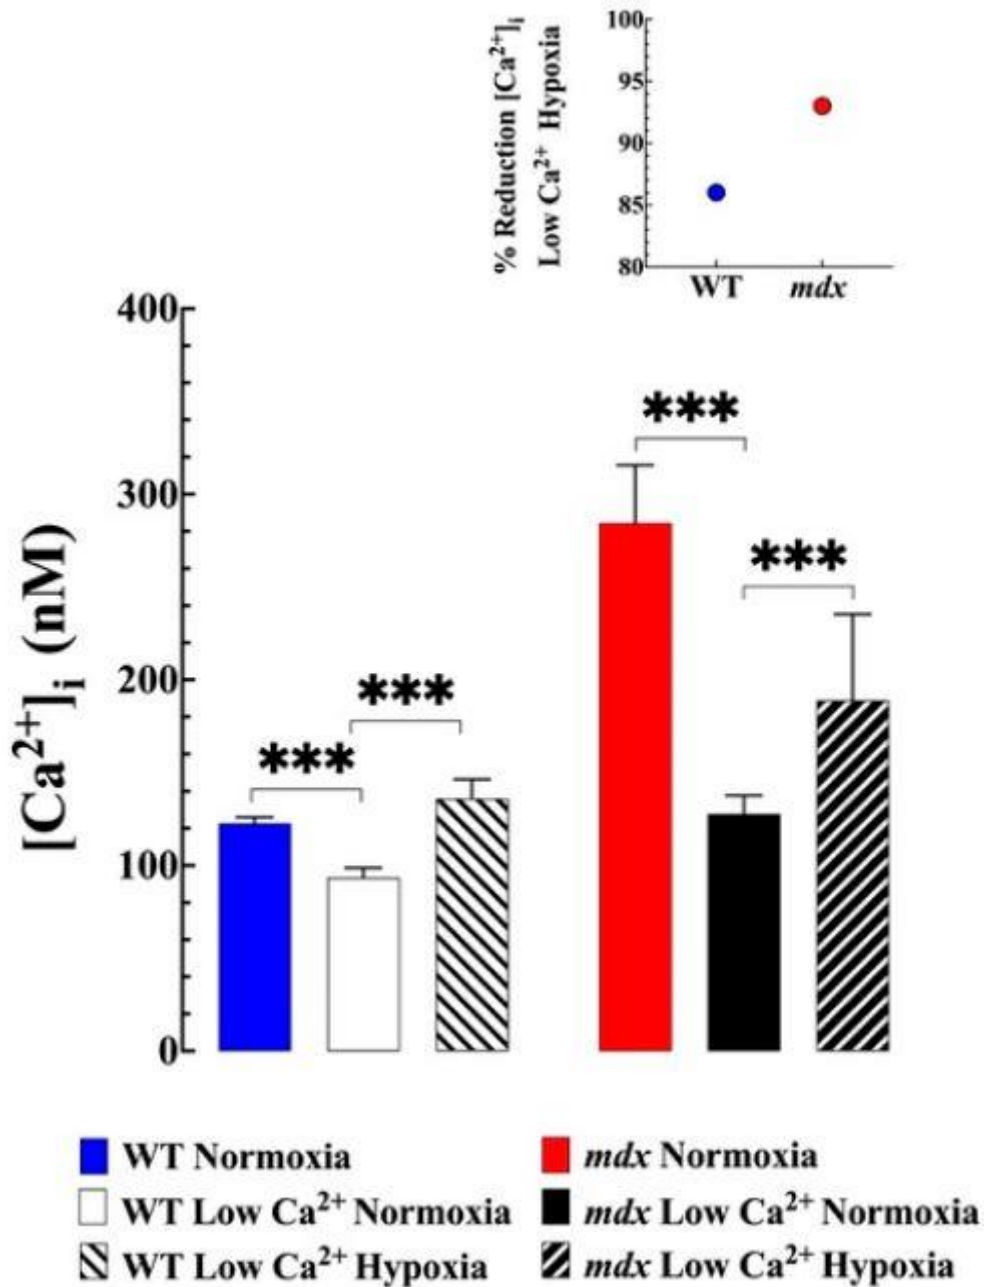 % Reduction [Ca²⁺]ᵢ
Low Ca²⁺ Hypoxia
100
95
90
85
80
WT
mdx
[Ca²⁺]ᵢ (nM)
400
300
200
100
0
***
***
***
***
WT Normoxia
WT Low Ca²⁺ Normoxia
WT Low Ca²⁺ Hypoxia
mdx Normoxia
mdx Low Ca²⁺ Normoxia
mdx Low Ca²⁺ Hypoxia